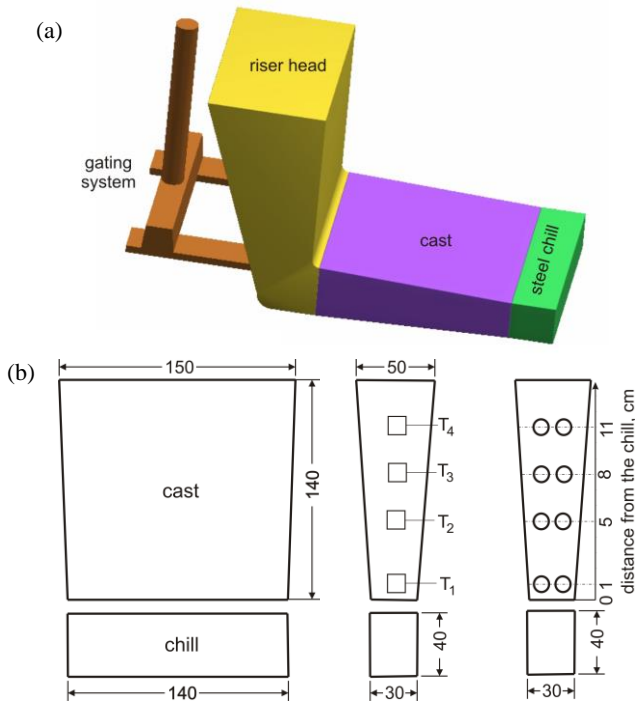 (a)
riser head
gating
system
cast
steel chill
(b)
150
50
cast
140
T4
T3
T2
T1
11
8
5
1
0
distance from the chill, cm
chill
40
40
140
30
30